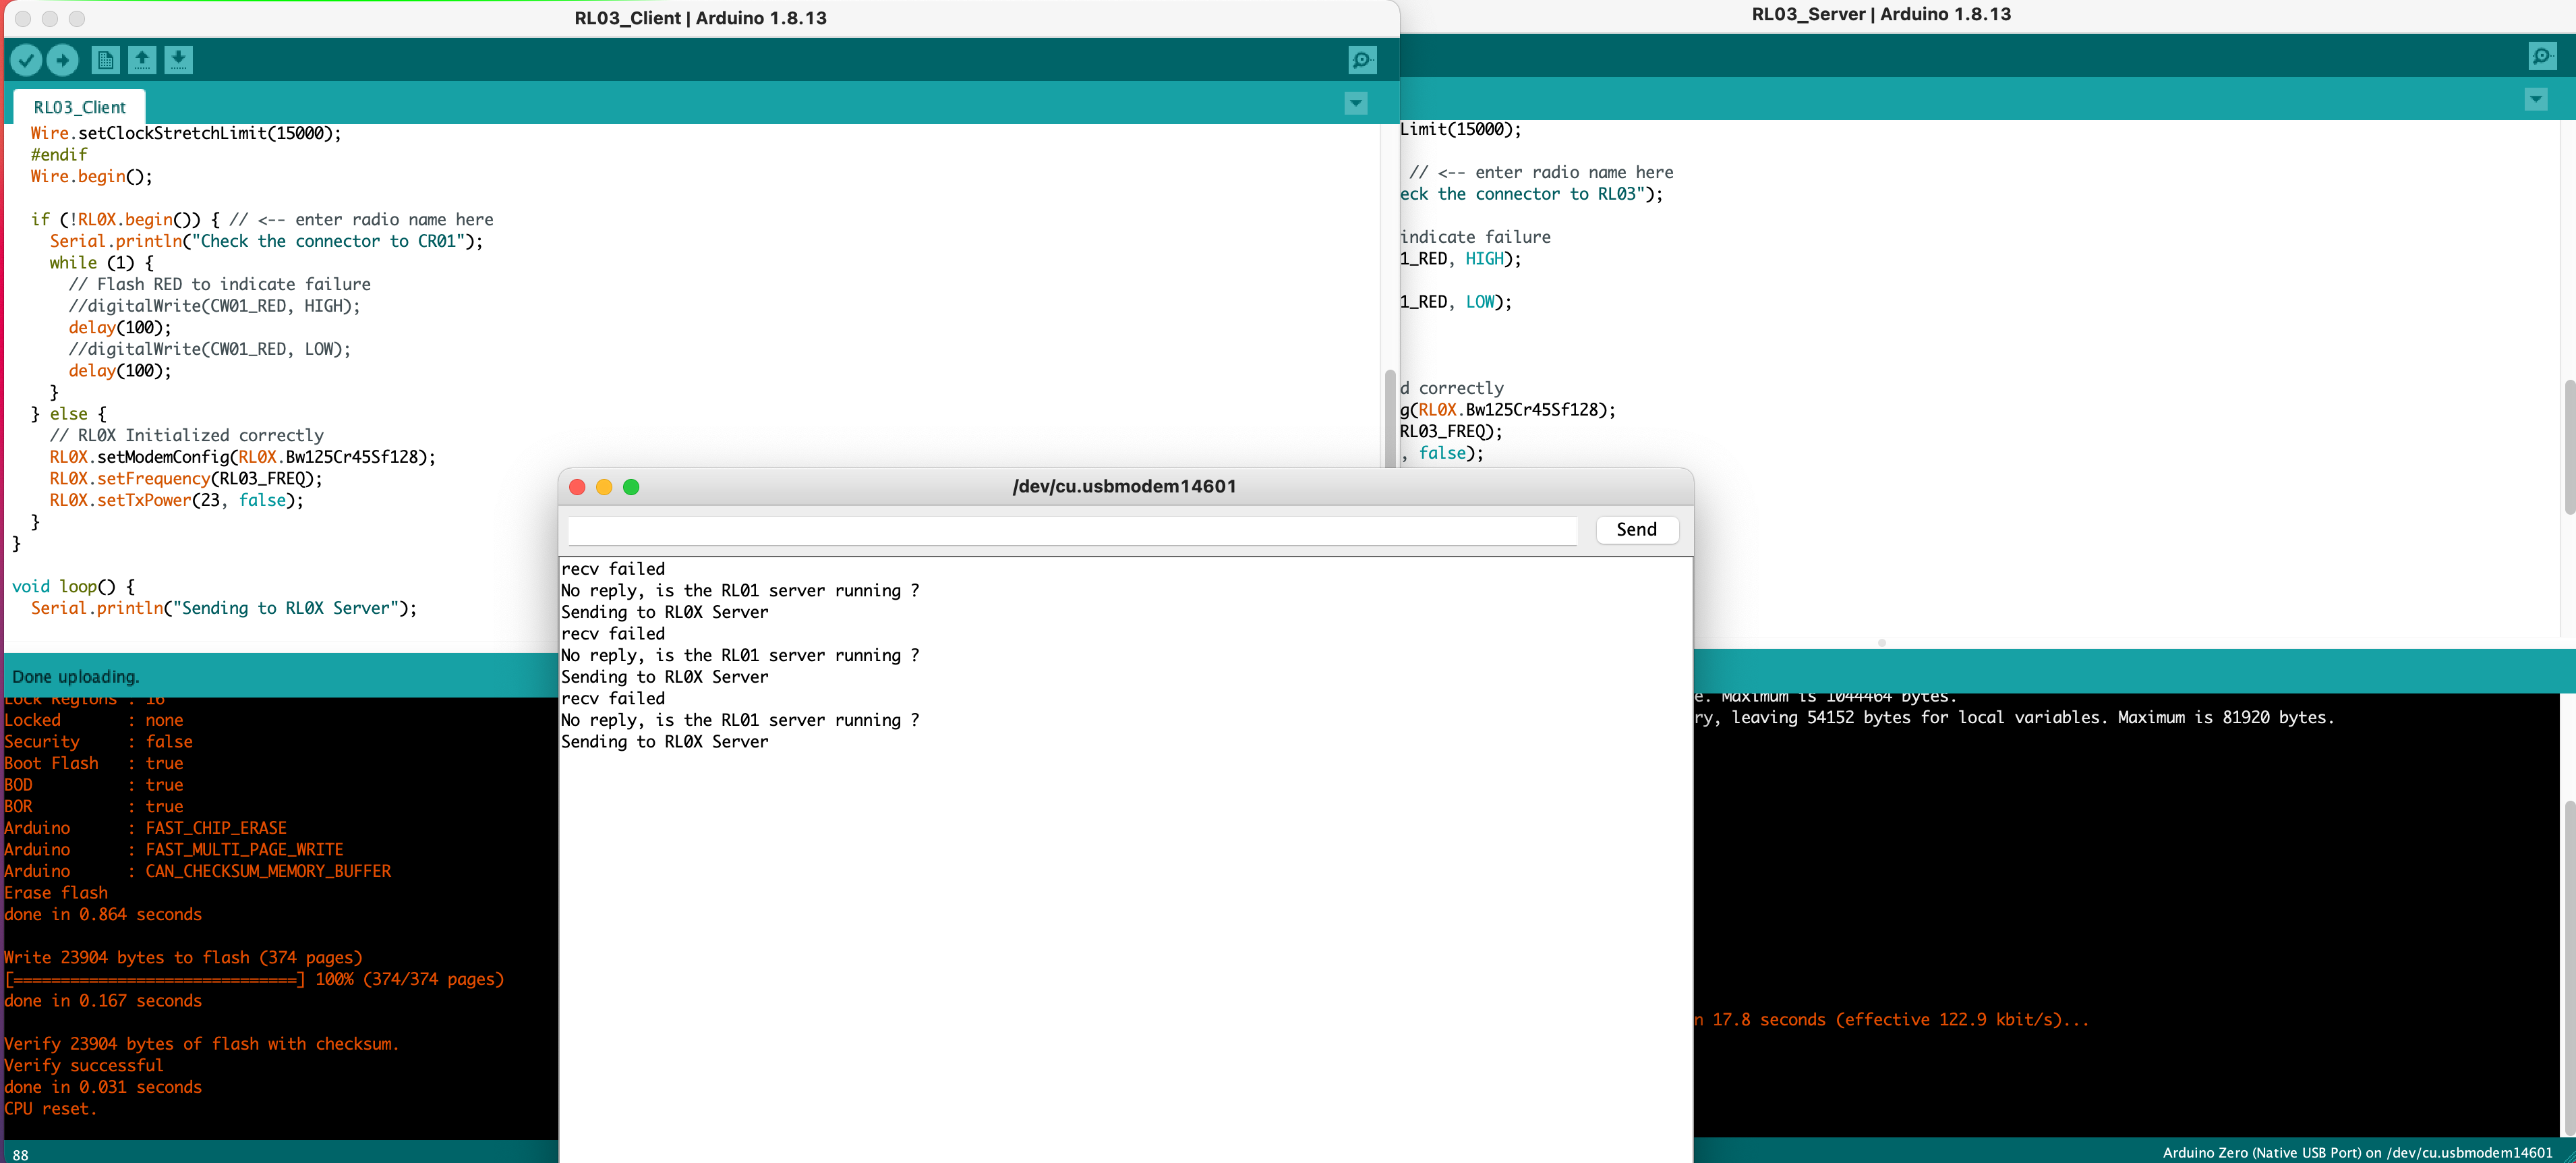 RL03_Client | Arduino 1.8.13
RL03_Client
Wire.setClockStretchLimit(15000);
#endif
Wire.begin();
if (!RL0X.begin()) { // <-- enter radio name here
Serial.println("Check the connector to CR01");
while (1) {
// Flash RED to indicate failure
//digitalWrite(CW01_RED, HIGH);
delay(100);
//digitalWrite(CW01_RED, LOW);
delay(100);
}
} else {
// RL0X Initialized correctly
RL0X.setModemConfig(RL0X.Bw125Cr45Sf128);
RL0X.setFrequency(RL03_FREQ);
RL0X.setTxPower(23, false);
}
}
void loop() {
Serial.println("Sending to RL0X Server");
Done uploading.
Lock Regions : 16
Locked : none
Security : false
Boot Flash : true
BOD : true
BOR : true
Arduino : FAST_CHIP_ERASE
Arduino : FAST_MULTI_PAGE_WRITE
Arduino : CAN_CHECKSUM_MEMORY_BUFFER
Erase flash
done in 0.864 seconds
Write 23904 bytes to flash (374 pages)
[==============================] 100% (374/374 pages)
done in 0.167 seconds
Verify 23904 bytes of flash with checksum.
Verify successful
done in 0.031 seconds
CPU reset.
88
/dev/cu.usbmodem14601
Send
recv failed
No reply, is the RL01 server running ?
Sending to RL0X Server
recv failed
No reply, is the RL01 server running ?
Sending to RL0X Server
recv failed
No reply, is the RL01 server running ?
Sending to RL0X Server
RL03_Server | Arduino 1.8.13
Limit(15000);
// <-- enter radio name here
eck the connector to RL03");
indicate failure
1_RED, HIGH);
1_RED, LOW);
d correctly
g(RL0X.Bw125Cr45Sf128);
RL03_FREQ);
, false);
e. Maximum is 1044464 bytes.
ry, leaving 54152 bytes for local variables. Maximum is 81920 bytes.
n 17.8 seconds (effective 122.9 kbit/s)...
Arduino Zero (Native USB Port) on /dev/cu.usbmodem14601